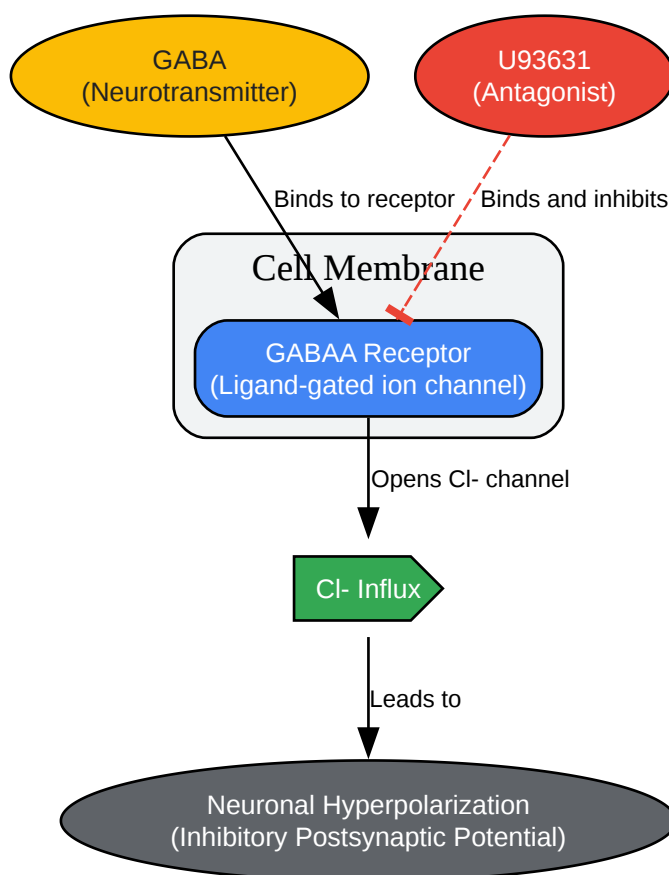 GABA
(Neurotransmitter)
U93631
(Antagonist)
Binds to receptor
Binds and inhibits
Cell Membrane
GABAA Receptor
(Ligand-gated ion channel)
Opens Cl- channel
Cl- Influx
Leads to
Neuronal Hyperpolarization
(Inhibitory Postsynaptic Potential)